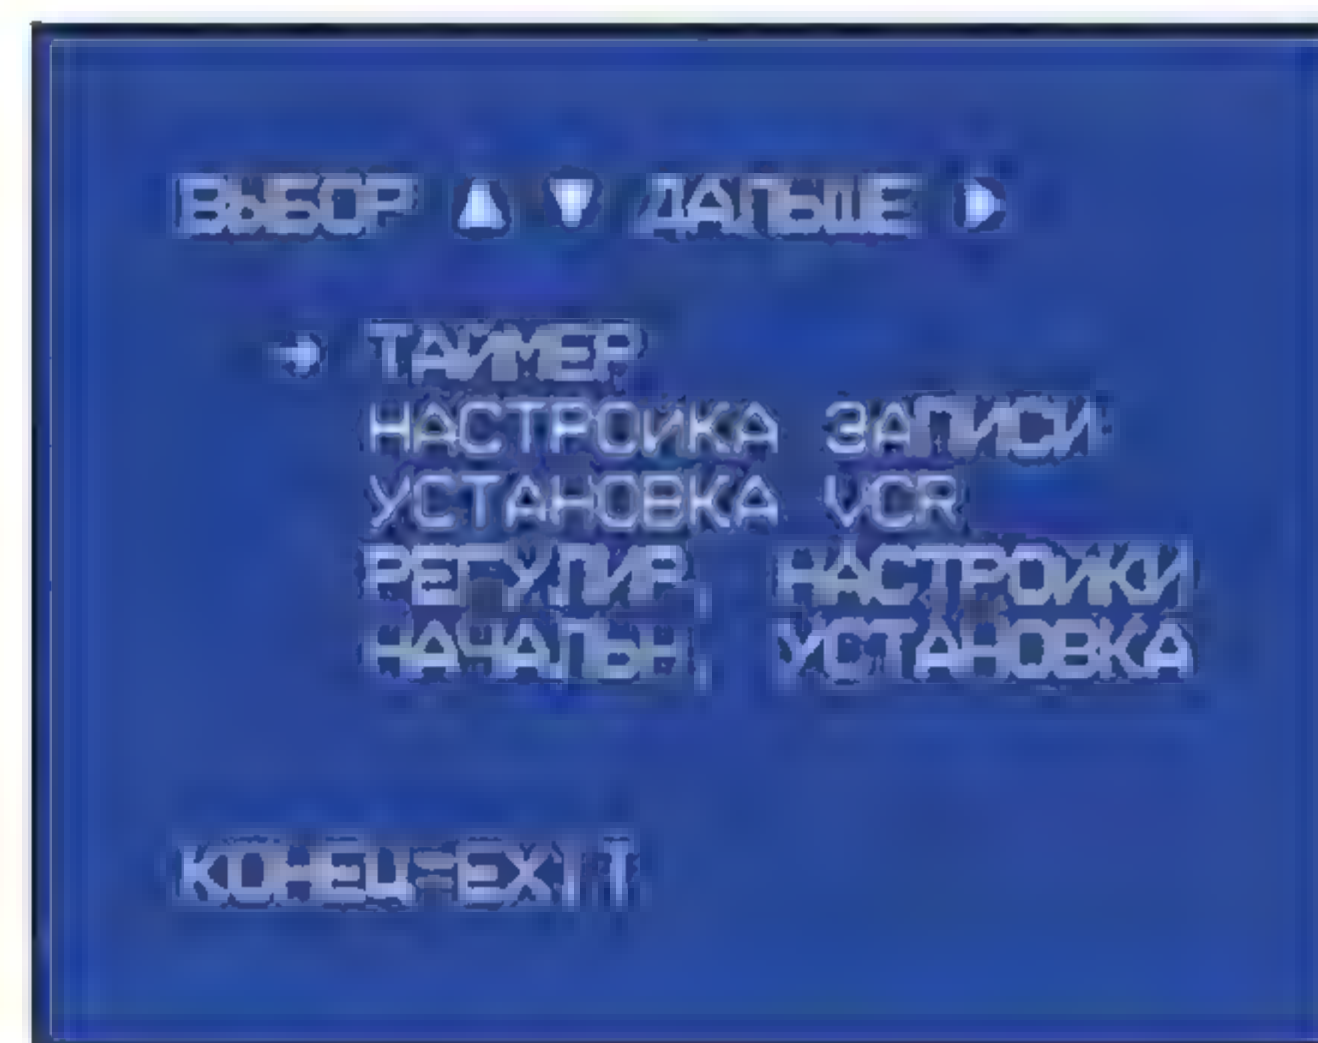 ВЫБОР ▲ ▼ ДАЛЬШЕ ▶
→ ТАЙМЕР
НАСТРОЙКА ЗАПИСИ
УСТАНОВКА VCR
РЕГУЛИР. НАСТРОЙКИ
НАЧАЛЬН. УСТАНОВКА
КОНЕЦ=EXIT